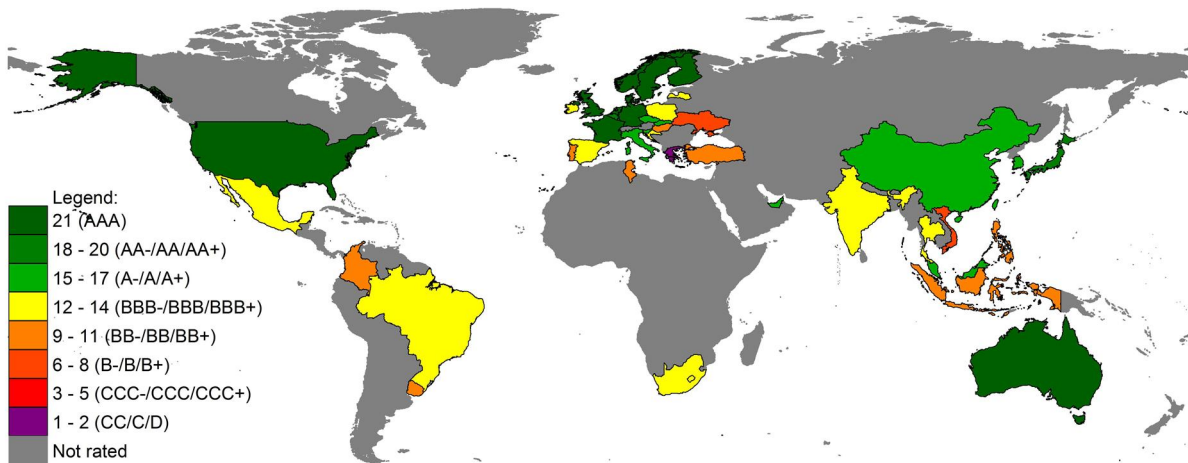 Legend:
21 (AAA)
18 - 20 (AA-/AA/AA+)
15 - 17 (A-/A/A+)
12 - 14 (BBB-/BBB/BBB+)
9 - 11 (BB-/BB/BB+)
6 - 8 (B-/B/B+)
3 - 5 (CCC-/CCC/CCC+)
1 - 2 (CC/C/D)
Not rated